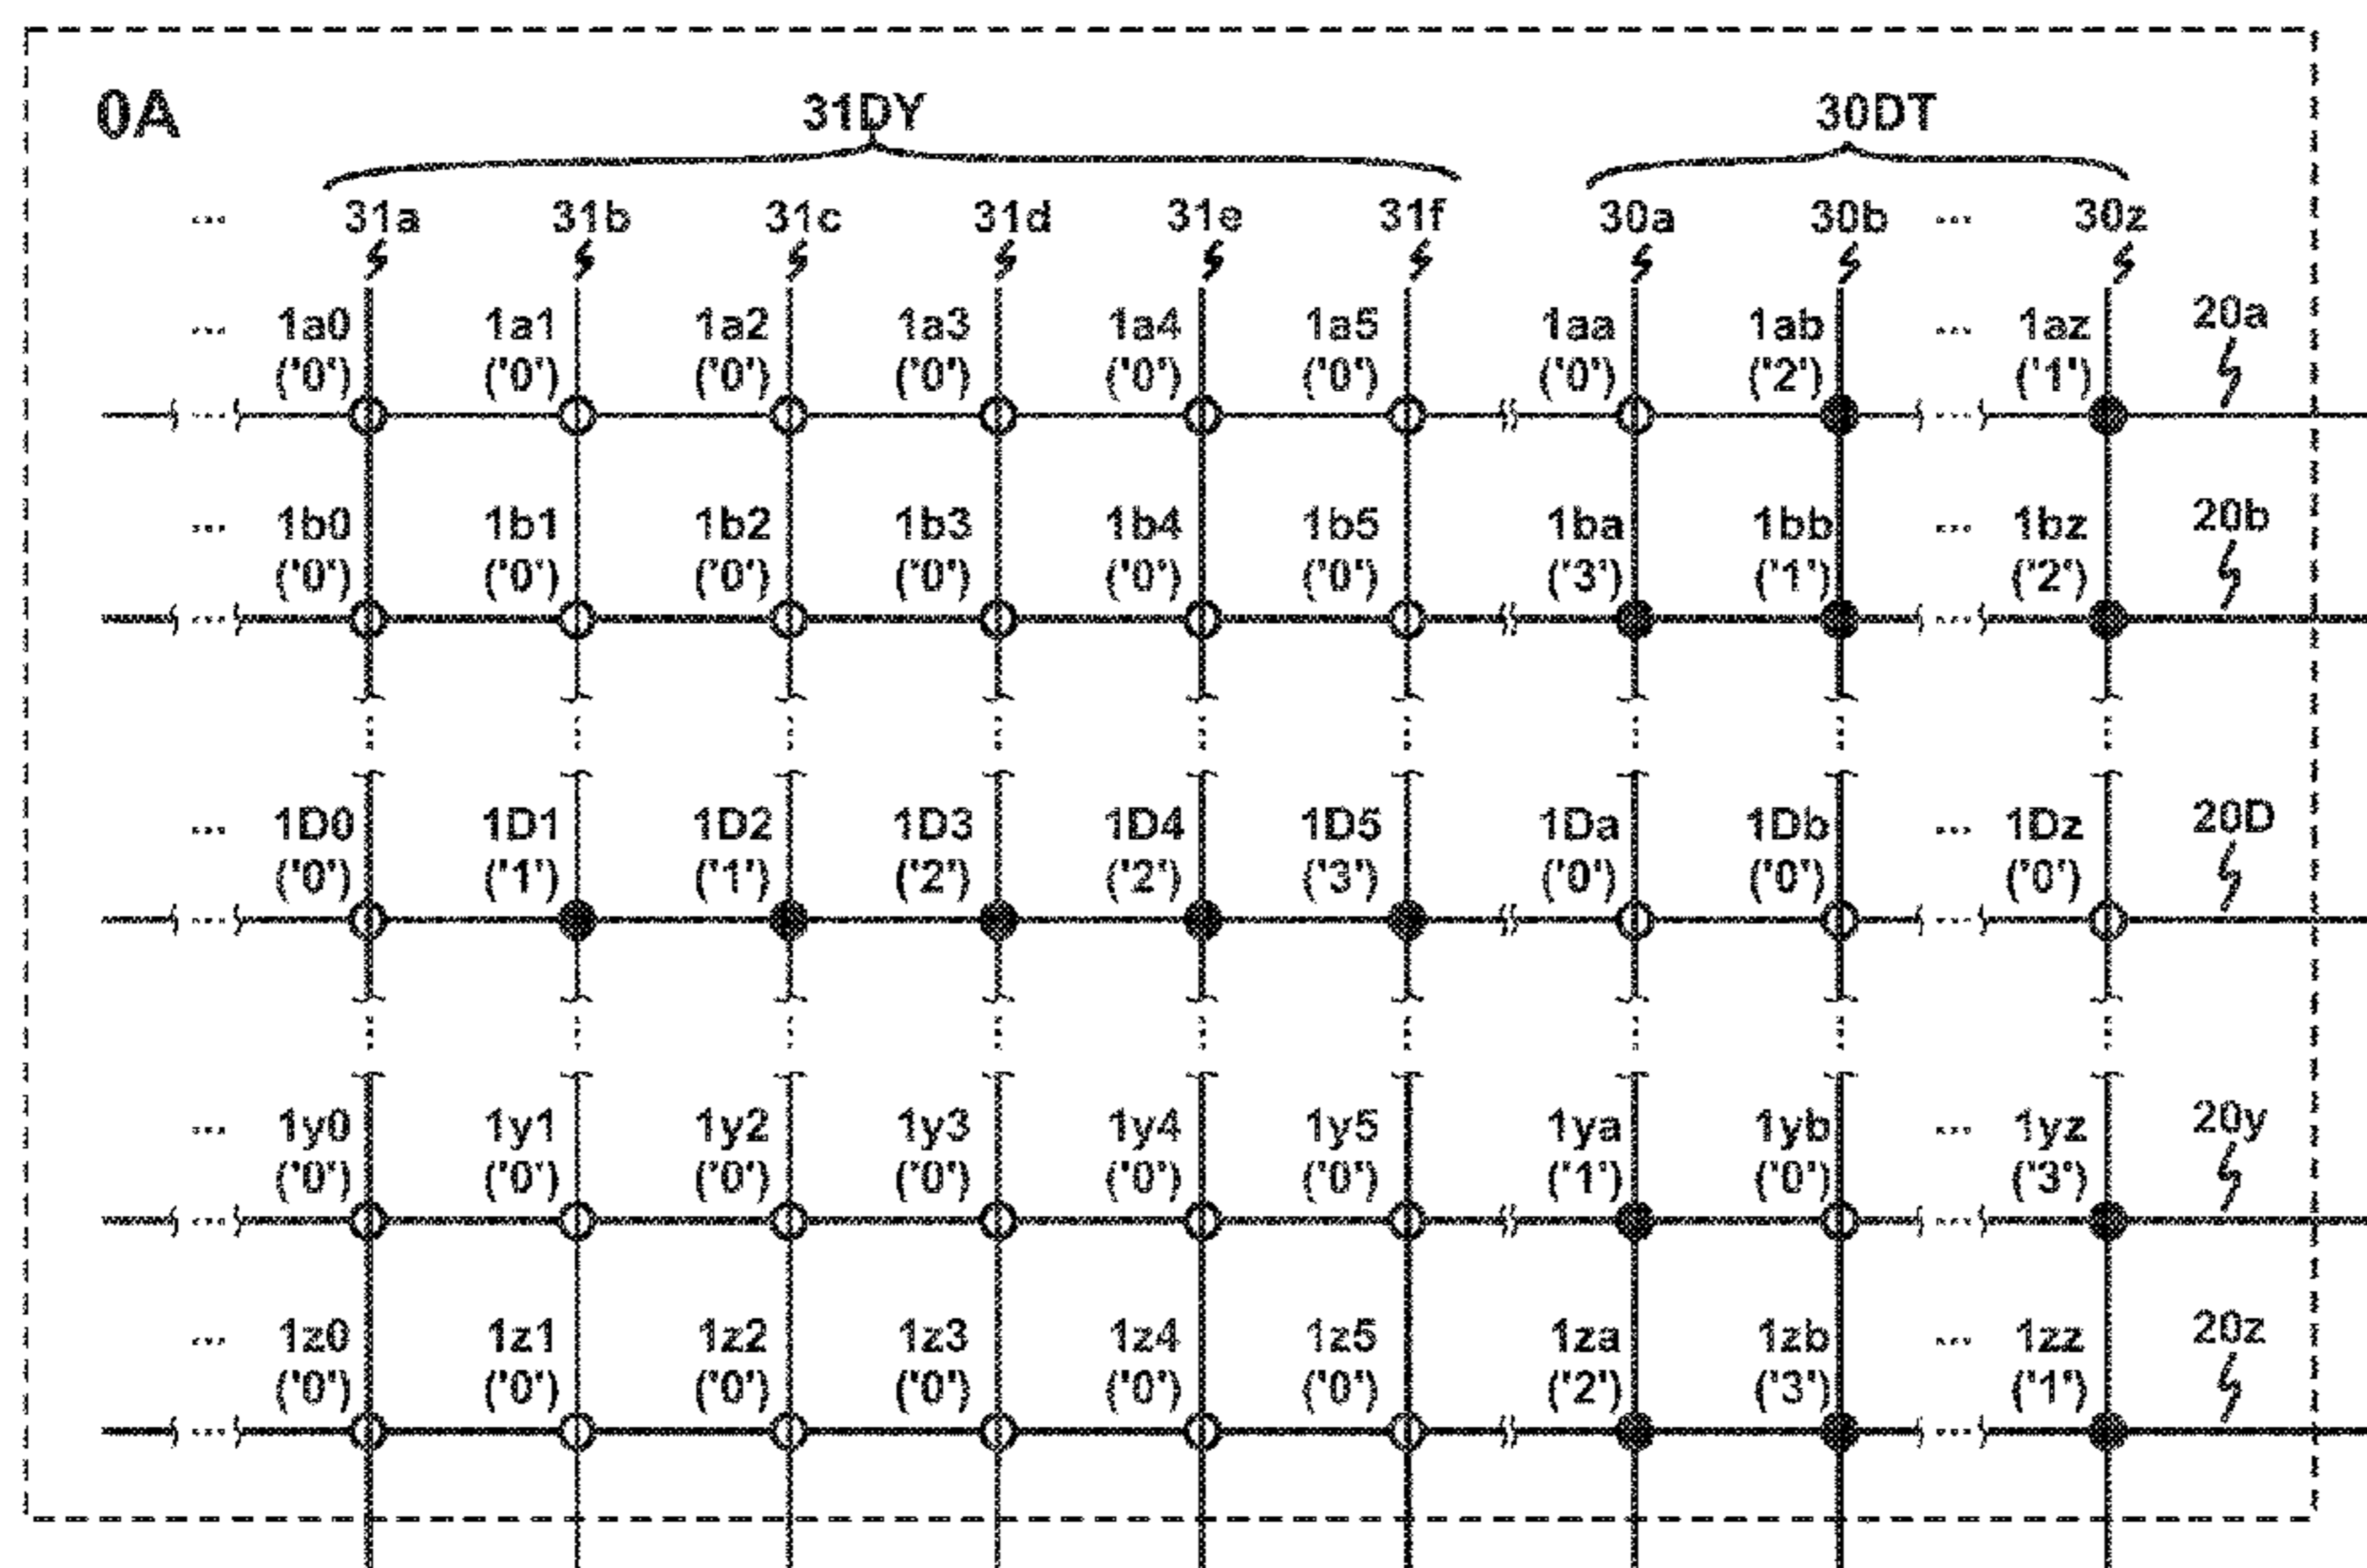 0A 31DY 30DT
... 31a 31b 31c 31d 31e 31f 30a 30b ... 30z
... 1a0 1a1 1a2 1a3 1a4 1a5 1aa 1ab ... 1az 20a
('0') ('0') ('0') ('0') ('0') ('0') ('0') ('2') ('1')
... 1b0 1b1 1b2 1b3 1b4 1b5 1ba 1bb ... 1bz 20b
('0') ('0') ('0') ('0') ('0') ('0') ('3') ('1') ('2')
... 1D0 1D1 1D2 1D3 1D4 1D5 1Da 1Db ... 1Dz 20D
('0') ('1') ('1') ('2') ('2') ('3') ('0') ('0') ('0')
... 1y0 1y1 1y2 1y3 1y4 1y5 1ya 1yb ... 1yz 20y
('0') ('0') ('0') ('0') ('0') ('0') ('1') ('0') ('3')
... 1z0 1z1 1z2 1z3 1z4 1z5 1za 1zb ... 1zz 20z
('0') ('0') ('0') ('0') ('0') ('0') ('2') ('3') ('1')